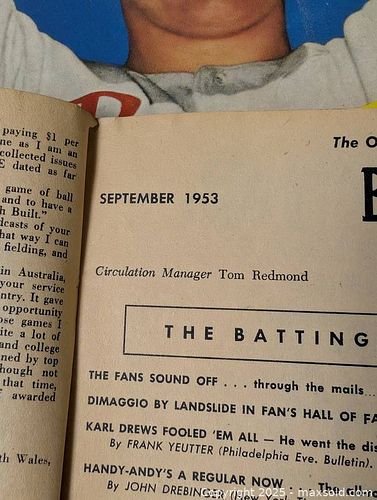 paying $1 per
ne as I am an
collected issues
E dated as far
game of ball
and to have a
h Built."
dcasts of your
hat way I can
fielding, and
in Australia,
your service
ntry. It gave
opportunity
ose games I
ite a lot of
and college
ned by top
hough not
that time,
f awarded
th Wales,
The O
SEPTEMBER 1953
Circulation Manager Tom Redmond
THE BATTING
THE FANS SOUND OFF . . . through the mails...
DIMAGGIO BY LANDSLIDE IN FAN'S HALL OF FA
KARL DREWS FOOLED 'EM ALL — He went the dis
By FRANK YEUTTER (Philadelphia Eve. Bulletin).
HANDY-ANDY'S A REGULAR NOW . . .
By JOHN DREBING
Copyright 2025 - maxsold.com